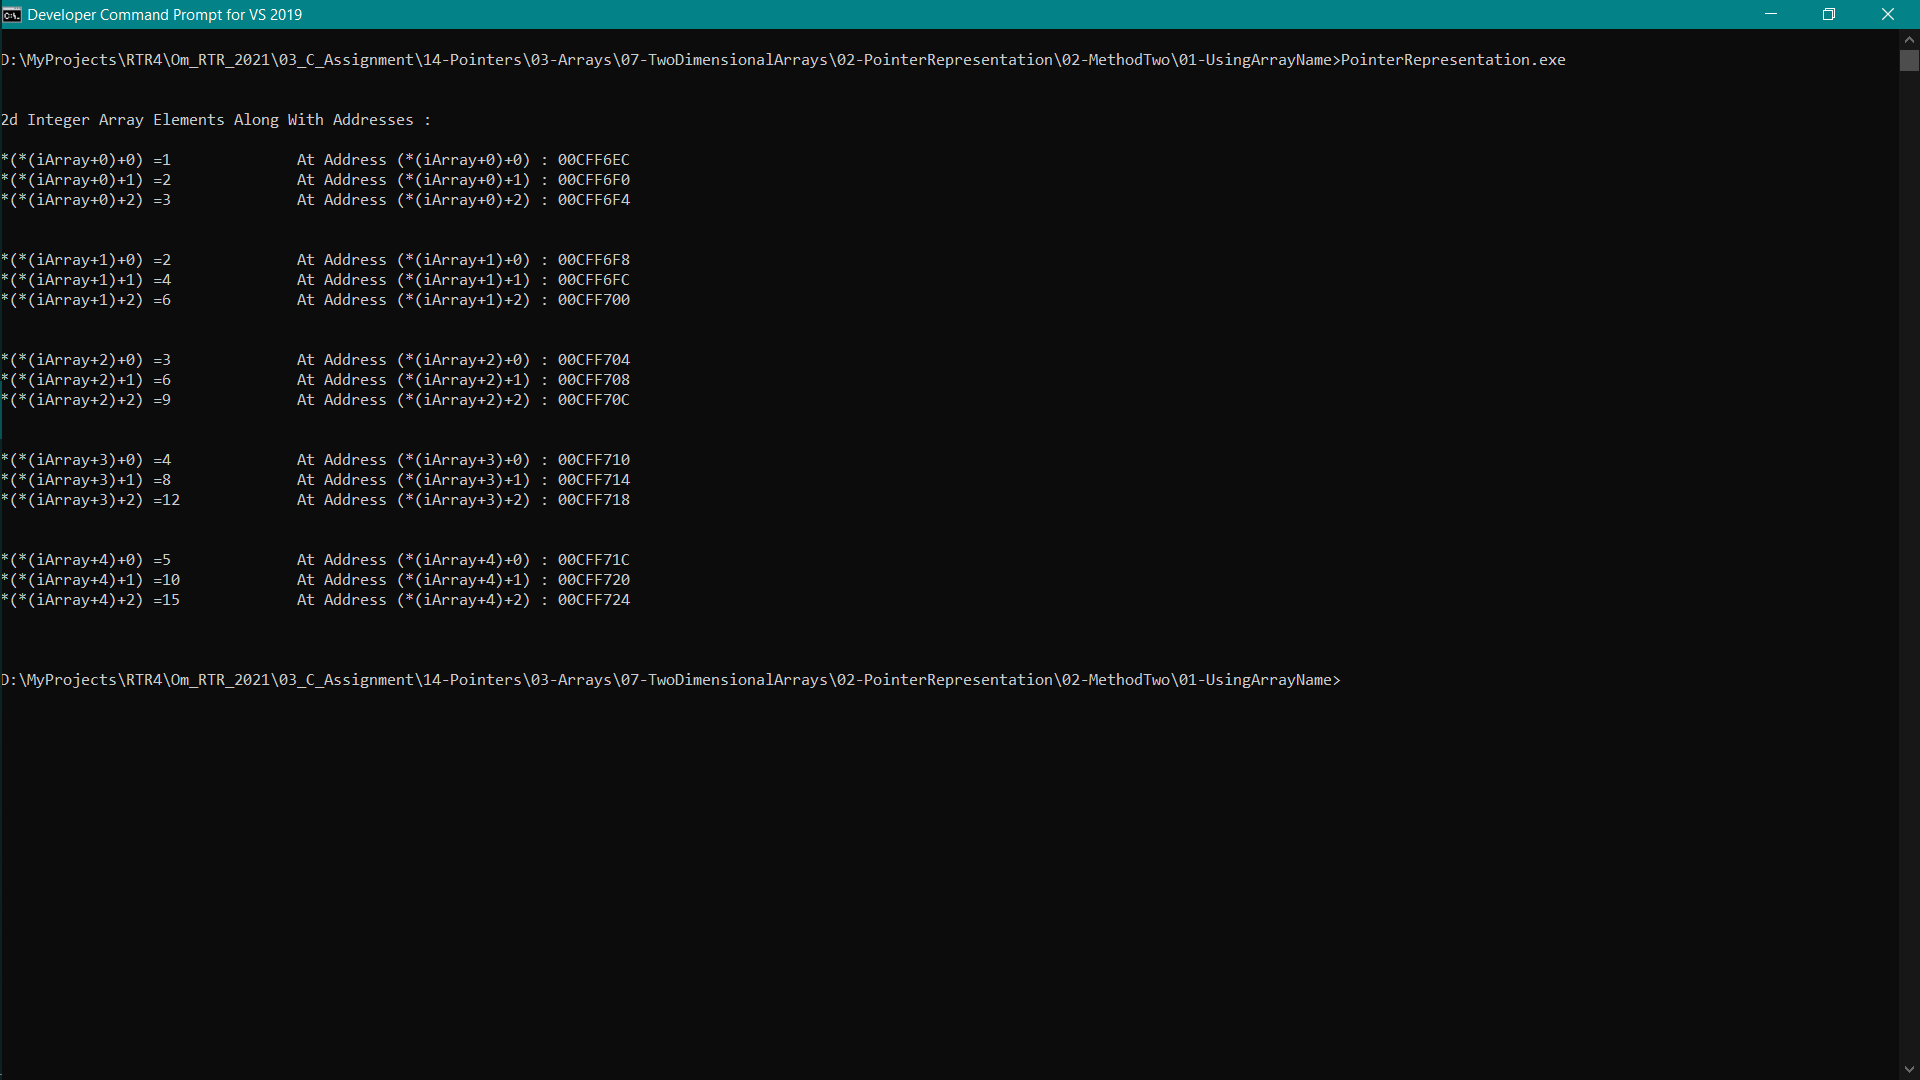 Developer Command Prompt for VS 2019
D:\MyProjects\RTR4\Om_RTR_2021\03_C_Assignment\14-Pointers\03-Arrays\07-TwoDimensionalArrays\02-PointerRepresentation\02-MethodTwo\01-UsingArrayName>PointerRepresentation.exe
2d Integer Array Elements Along With Addresses :
*(*(iArray+0)+0) =1 At Address (*(iArray+0)+0) : 00CFF6EC
*(*(iArray+0)+1) =2 At Address (*(iArray+0)+1) : 00CFF6F0
*(*(iArray+0)+2) =3 At Address (*(iArray+0)+2) : 00CFF6F4
*(*(iArray+1)+0) =2 At Address (*(iArray+1)+0) : 00CFF6F8
*(*(iArray+1)+1) =4 At Address (*(iArray+1)+1) : 00CFF6FC
*(*(iArray+1)+2) =6 At Address (*(iArray+1)+2) : 00CFF700
*(*(iArray+2)+0) =3 At Address (*(iArray+2)+0) : 00CFF704
*(*(iArray+2)+1) =6 At Address (*(iArray+2)+1) : 00CFF708
*(*(iArray+2)+2) =9 At Address (*(iArray+2)+2) : 00CFF70C
*(*(iArray+3)+0) =4 At Address (*(iArray+3)+0) : 00CFF710
*(*(iArray+3)+1) =8 At Address (*(iArray+3)+1) : 00CFF714
*(*(iArray+3)+2) =12 At Address (*(iArray+3)+2) : 00CFF718
*(*(iArray+4)+0) =5 At Address (*(iArray+4)+0) : 00CFF71C
*(*(iArray+4)+1) =10 At Address (*(iArray+4)+1) : 00CFF720
*(*(iArray+4)+2) =15 At Address (*(iArray+4)+2) : 00CFF724
D:\MyProjects\RTR4\Om_RTR_2021\03_C_Assignment\14-Pointers\03-Arrays\07-TwoDimensionalArrays\02-PointerRepresentation\02-MethodTwo\01-UsingArrayName>